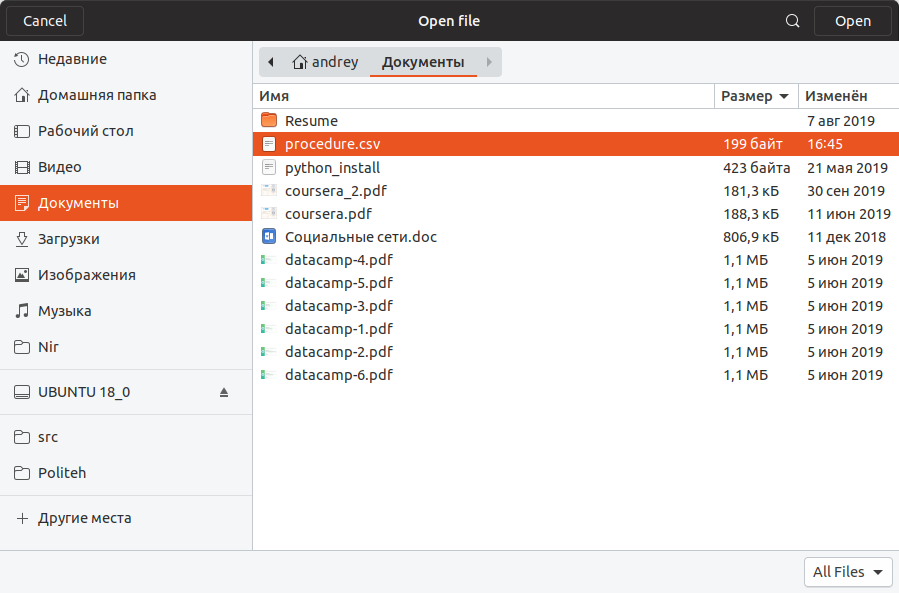 Cancel Open file Open
Недавние
Домашняя папка
Рабочий стол
Видео
Документы
Загрузки
Изображения
Музыка
Nir
UBUNTU 18_0
src
Politeh
Другие места
andrey Документы
Имя Размер Изменён
Resume 7 авг 2019
procedure.csv 199 байт 16:45
python_install 423 байта 21 мая 2019
coursera_2.pdf 181,3 кБ 30 сен 2019
coursera.pdf 188,3 кБ 11 июн 2019
Социальные сети.doc 806,9 кБ 11 дек 2018
datacamp-4.pdf 1,1 МБ 5 июн 2019
datacamp-5.pdf 1,1 МБ 5 июн 2019
datacamp-3.pdf 1,1 МБ 5 июн 2019
datacamp-1.pdf 1,1 МБ 5 июн 2019
datacamp-2.pdf 1,1 МБ 5 июн 2019
datacamp-6.pdf 1,1 МБ 5 июн 2019
All Files